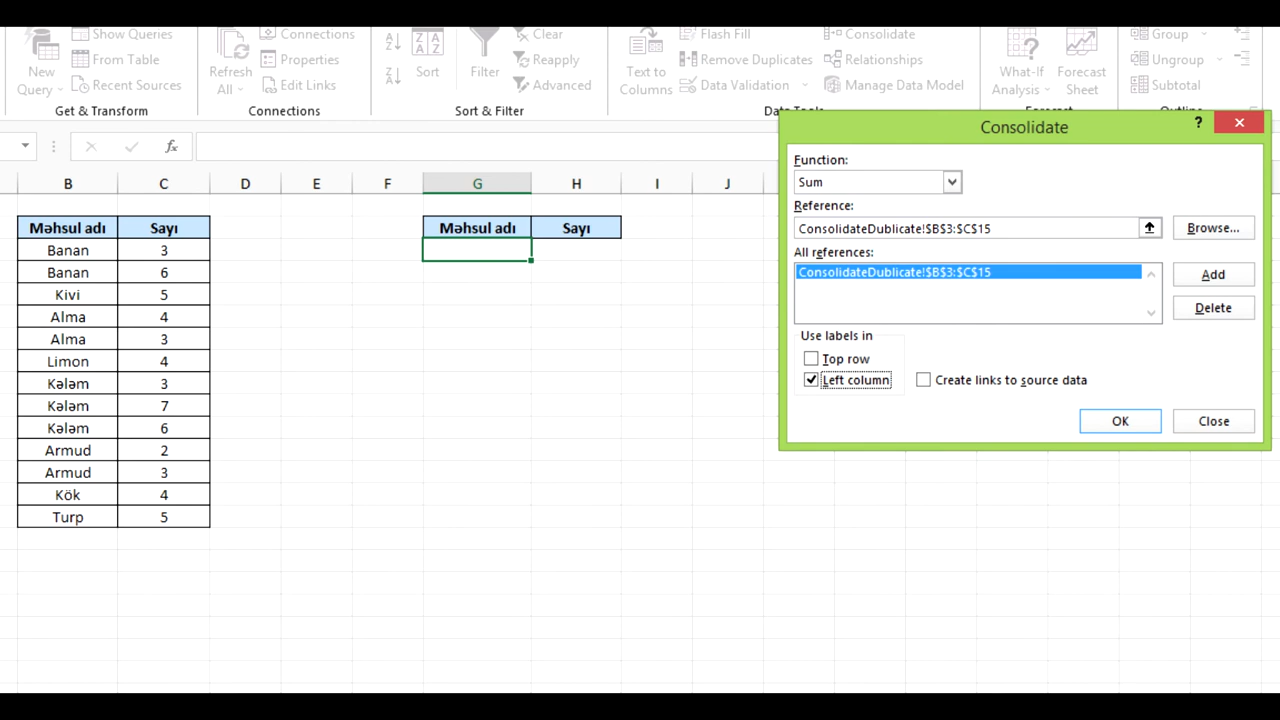 Show Queries
From Table
Recent Sources
New
Query
Get & Transform
Connections
Properties
Edit Links
Refresh
All
Connections
Sort
Filter
Clear
Reapply
Advanced
Sort & Filter
Text to
Columns
Flash Fill
Remove Duplicates
Data Validation
Consolidate
Relationships
Manage Data Model
What-If
Analysis
Forecast
Sheet
Group
Ungroup
Subtotal
fx
B C D E F G H I J
Məhsul adı Sayı
Banan 3
Banan 6
Kivi 5
Alma 4
Alma 3
Limon 4
Kələm 3
Kələm 7
Kələm 6
Armud 2
Armud 3
Kök 4
Turp 5
Məhsul adı Sayı
Consolidate ?
Function:
Sum
Reference:
ConsolidateDublicate!$B$3:$C$15
Browse...
All references:
ConsolidateDublicate!$B$3:$C$15
Add
Delete
Use labels in
Top row
Left column
Create links to source data
OK
Close